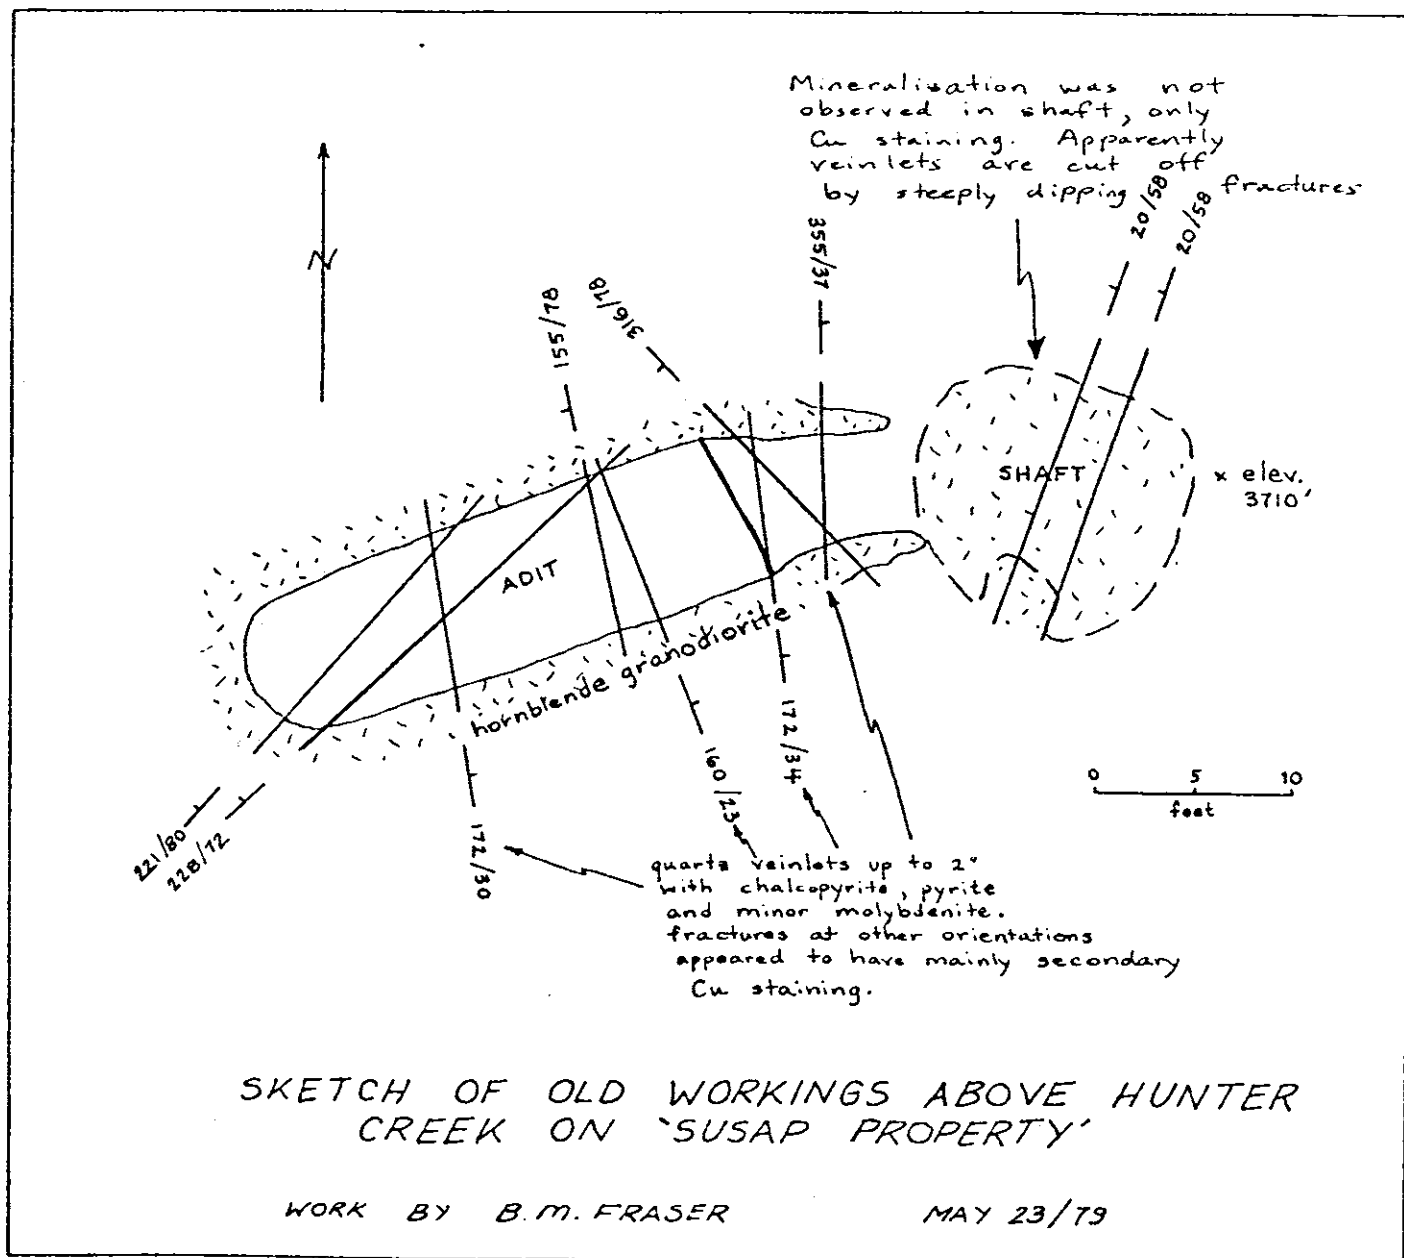 Mineralisation was not
observed in shaft, only
Cu staining. Apparently
veinlets are cut off
by steeply dipping fractures
20/58
20/58
355/37
316/78
155/78
N
SHAFT
x elev.
3710'
ADIT
hornblende granodiorite
0 5 10
feet
221/80
228/72
172/30
160/23
172/34
quartz veinlets up to 2"
with chalcopyrite, pyrite
and minor molybdenite.
fractures at other orientations
appeared to have mainly secondary
Cu staining.
SKETCH OF OLD WORKINGS ABOVE HUNTER
CREEK ON 'SUSAP PROPERTY'
WORK BY B.M. FRASER MAY 23/79